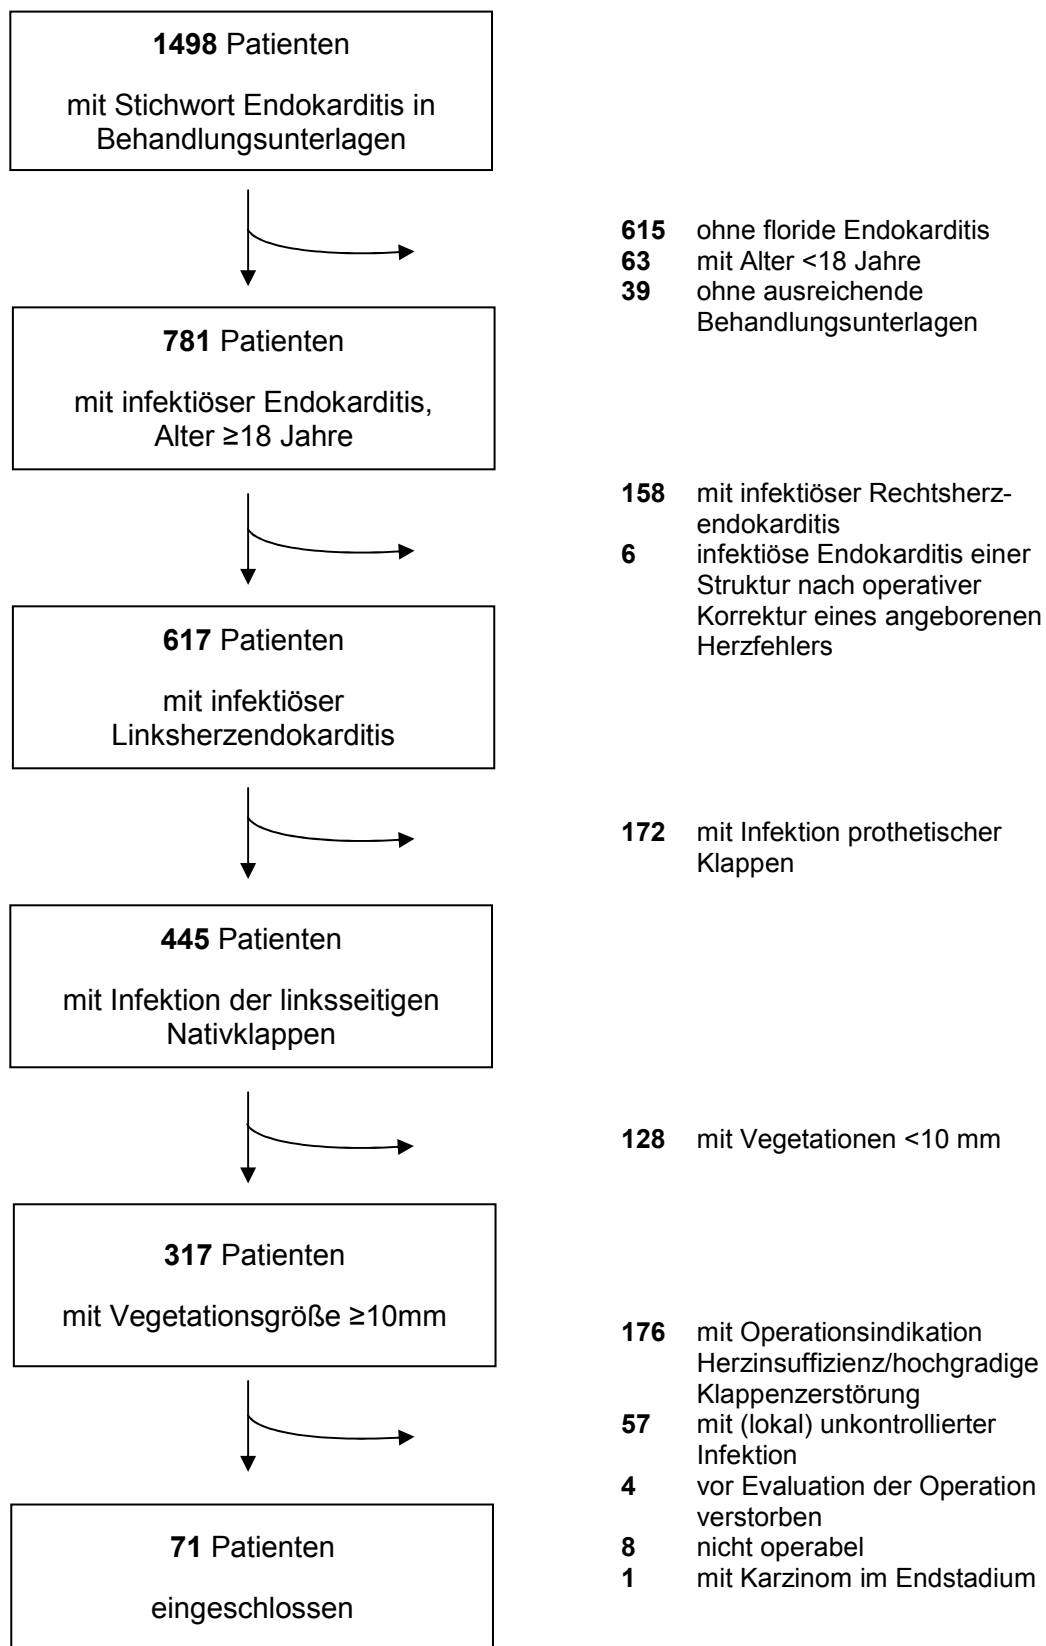 1498 Patienten
mit Stichwort Endokarditis in
Behandlungsunterlagen
615 ohne floride Endokarditis
63 mit Alter <18 Jahre
39 ohne ausreichende
Behandlungsunterlagen
781 Patienten
mit infektiöser Endokarditis,
Alter ≥18 Jahre
158 mit infektiöser Rechtsherz-
endokarditis
6 infektiöse Endokarditis einer
Struktur nach operativer
Korrektur eines angeborenen
Herzfehlers
617 Patienten
mit infektiöser
Linksherzendokarditis
172 mit Infektion prothetischer
Klappen
445 Patienten
mit Infektion der linksseitigen
Nativklappen
128 mit Vegetationen <10 mm
317 Patienten
mit Vegetationsgröße ≥10mm
176 mit Operationsindikation
Herzinsuffizienz/hochgradige
Klappenzerstörung
57 mit (lokal) unkontrollierter
Infektion
4 vor Evaluation der Operation
verstorben
8 nicht operabel
1 mit Karzinom im Endstadium
71 Patienten
eingeschlossen